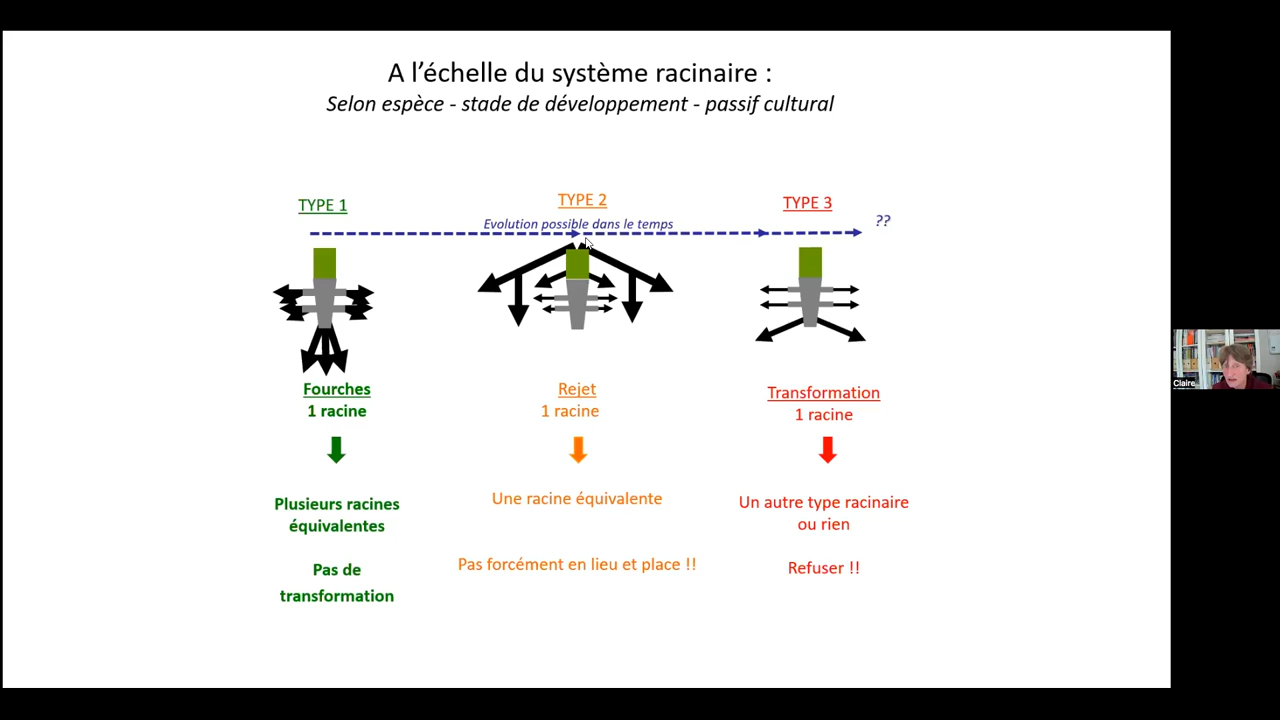 A l'échelle du système racinaire :
Selon espèce - stade de développement - passif cultural
TYPE 1
TYPE 2
TYPE 3
Evolution possible dans le temps
??
Fourches
1 racine
Rejet
1 racine
Transformation
1 racine
Plusieurs racines
équivalentes
Une racine équivalente
Un autre type racinaire
ou rien
Pas de
transformation
Pas forcément en lieu et place !!
Refuser !!
Claire